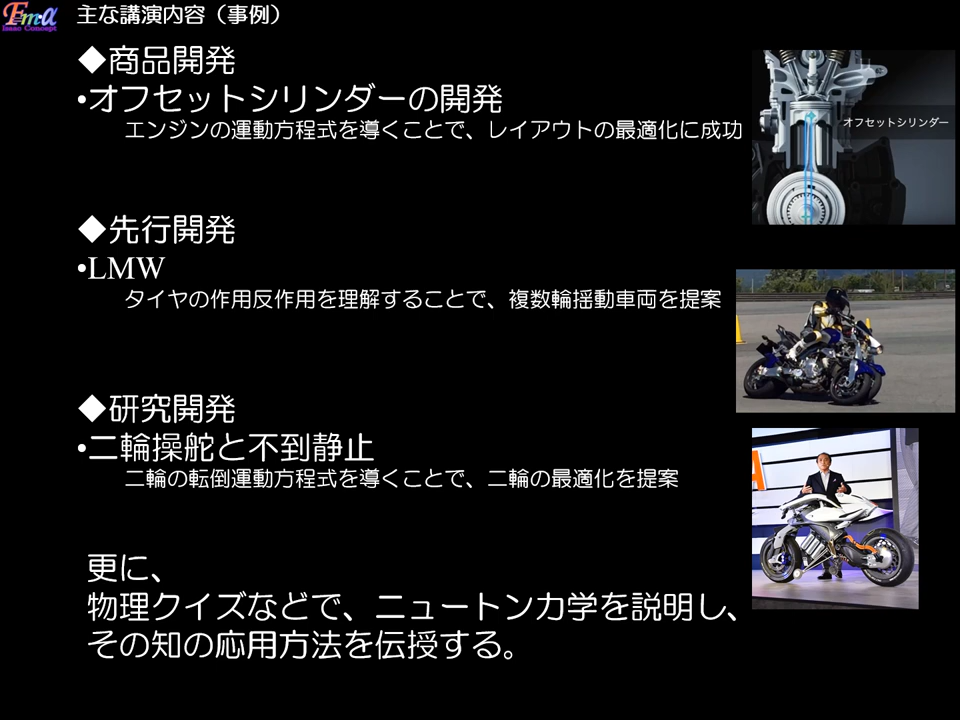 Fmα
Issac Concept
主な講演内容（事例）
◆商品開発
•オフセットシリンダーの開発
エンジンの運動方程式を導くことで、レイアウトの最適化に成功
オフセットシリンダー
◆先行開発
•LMW
タイヤの作用反作用を理解することで、複数輪揺動車両を提案
◆研究開発
•二輪操舵と不到静止
二輪の転倒運動方程式を導くことで、二輪の最適化を提案
更に、
物理クイズなどで、ニュートン力学を説明し、
その知の応用方法を伝授する。